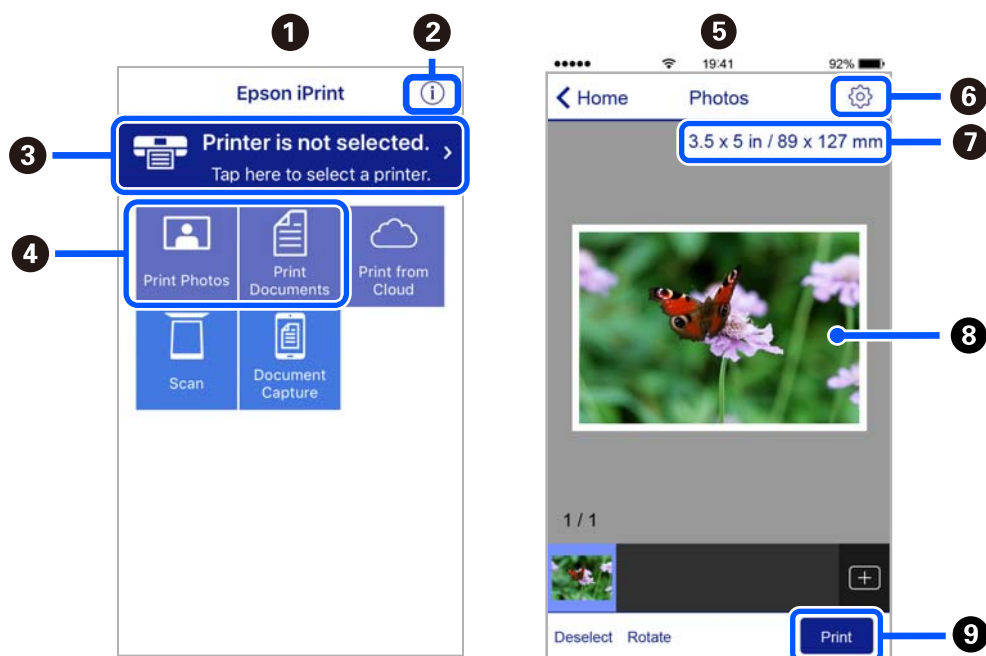 1
2
Epson iPrint
i
3
Printer is not selected.
Tap here to select a printer.
4
Print Photos
Print
Documents
Print from
Cloud
Scan
Document
Capture
5
19:41
92%
Home
Photos
6
3.5 x 5 in / 89 x 127 mm
7
8
1 / 1
Deselect
Rotate
Print
9